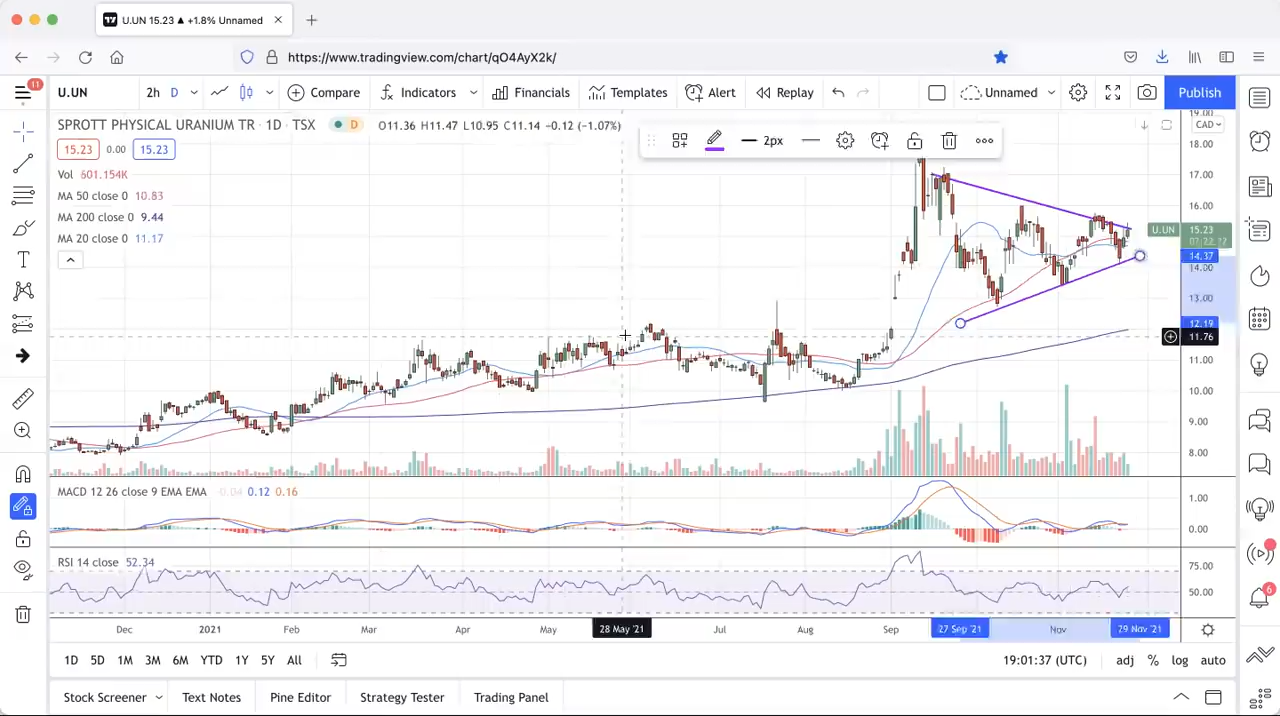 U.UN 15.23 ▲ +1.8% Unnamed
https://www.tradingview.com/chart/qO4AyX2k/
11
U.UN 2h D Compare Indicators Financials Templates Alert Replay Unnamed Publish
SPROTT PHYSICAL URANIUM TR · 1D · TSX D O11.36 H11.47 L10.95 C11.14 -0.12 (-1.07%)
2px
15.23 0.00 15.23
Vol 601.154K
MA 50 close 0 10.83
MA 200 close 0 9.44
MA 20 close 0 11.17
CAD
19.00
18.00
17.00
16.00
U.UN 15.23
14.37
14.00
13.00
12.19
11.76
11.00
10.00
9.00
8.00
MACD 12 26 close 9 EMA EMA -0.04 0.12 0.16
1.00
0.00
RSI 14 close 52.34
75.00
50.00
Dec 2021 Feb Mar Apr May 28 May '21 Jul Aug Sep 27 Sep '21 Nov 29 Nov '21
1D 5D 1M 3M 6M YTD 1Y 5Y All 19:01:37 (UTC) adj % log auto
Stock Screener Text Notes Pine Editor Strategy Tester Trading Panel
6